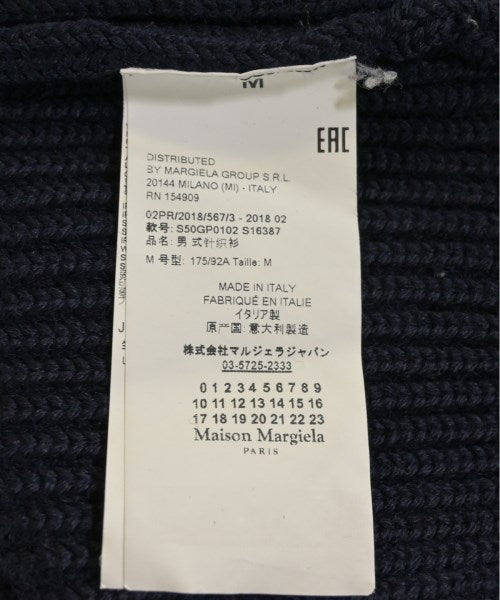 M
EAC
DISTRIBUTED
BY MARGIELA GROUP S.R.L.
20144 MILANO (MI) - ITALY
RN 154909
02PR/2018/567/3 - 2018 02
款号: S50GP0102 S16387
品名: 男 式针织衫
M 号型: 175/92A Taille: M
MADE IN ITALY
FABRIQUÉ EN ITALIE
イタリア製
原产国: 意大利製造
株式会社マルジェラジャパン
03-5725-2333
0 1 2 3 4 5 6 7 8 9
10 11 12 13 14 15 16
17 18 19 20 21 22 23
Maison Margiela
PARIS